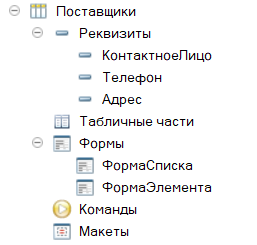 Поставщики
Реквизиты
КонтактноеЛицо
Телефон
Адрес
Табличные части
Формы
ФормаСписка
ФормаЭлемента
Команды
Макеты